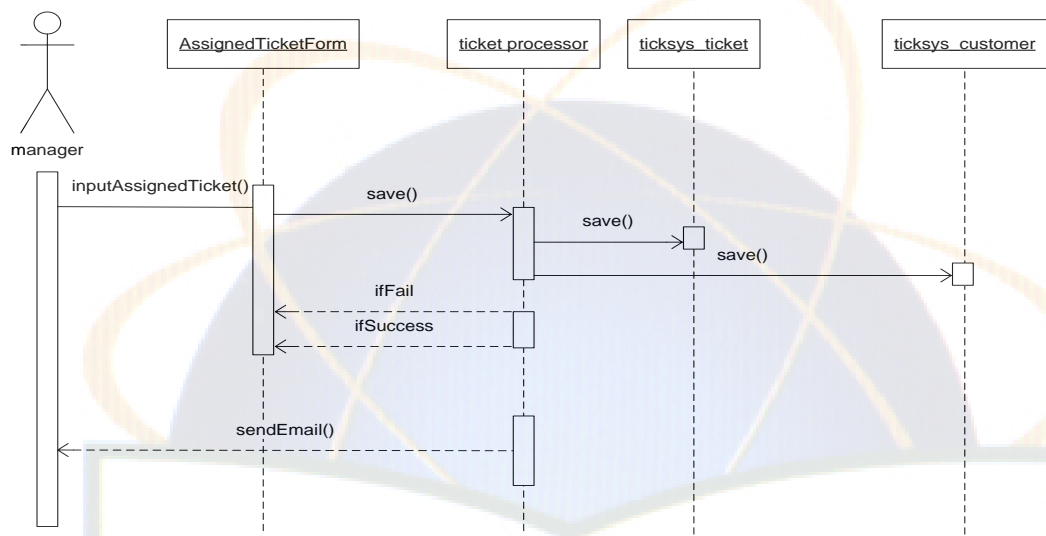 AssignedTicketForm
ticket processor
ticksys_ticket
ticksys_customer
manager
inputAssignedTicket()
save()
save()
save()
ifFail
ifSuccess
sendEmail()